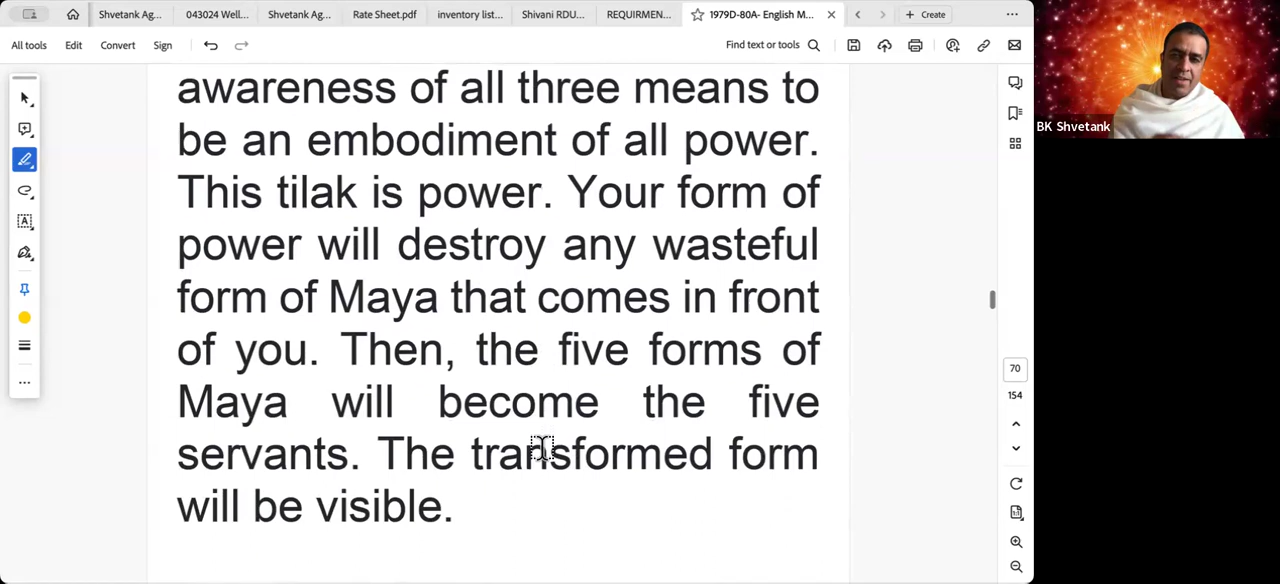 Shvetank Ag...
043024 Well...
Shvetank Ag...
Rate Sheet.pdf
inventory list...
Shivani RDU...
REQUIRMEN...
1979D-80A- English M...
Create
All tools
Edit
Convert
Sign
Find text or tools
awareness of all three means to
be an embodiment of all power.
This tilak is power. Your form of
power will destroy any wasteful
form of Maya that comes in front
of you. Then, the five forms of
Maya will become the five
servants. The transformed form
will be visible.
70
154
BK Shvetank